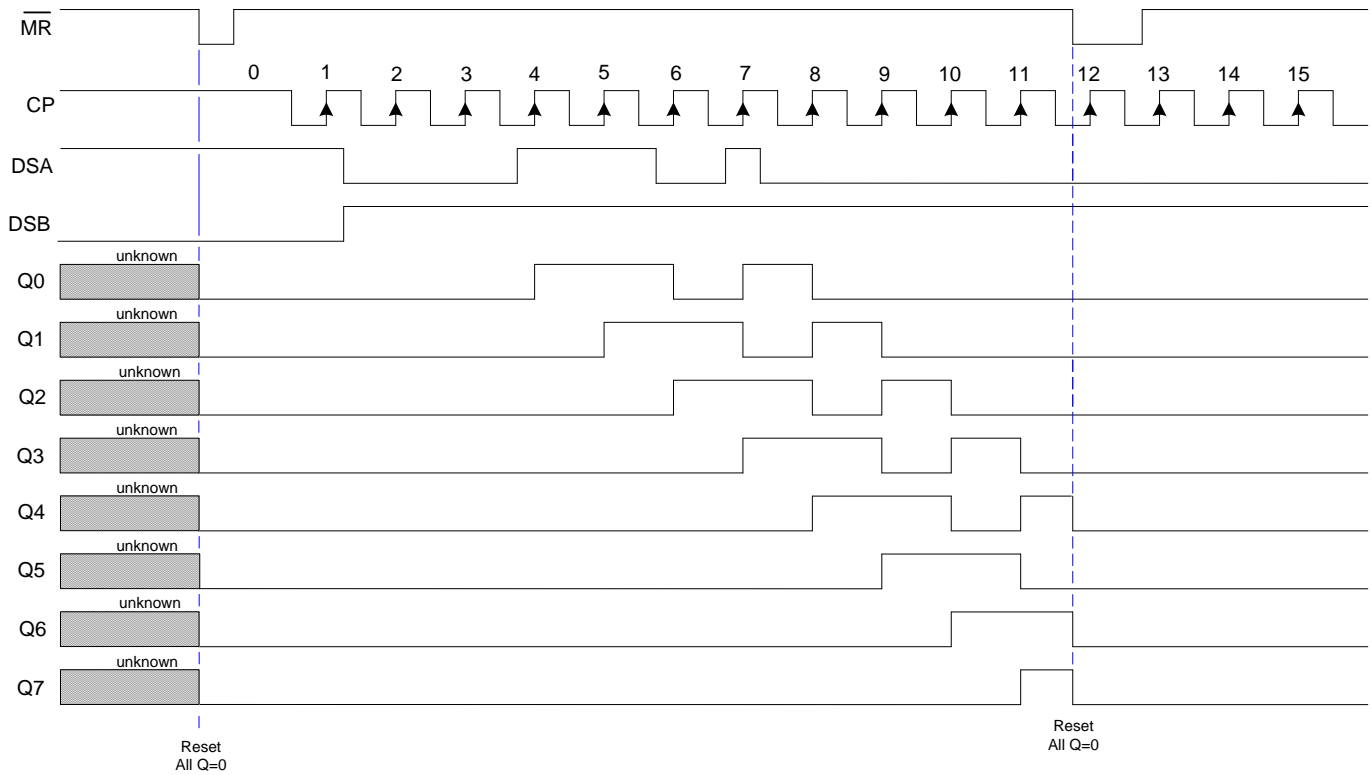 MR
0 1 2 3 4 5 6 7 8 9 10 11 12 13 14 15
CP
DSA
DSB
unknown
Q0
unknown
Q1
unknown
Q2
unknown
Q3
unknown
Q4
unknown
Q5
unknown
Q6
unknown
Q7
Reset
All Q=0
Reset
All Q=0